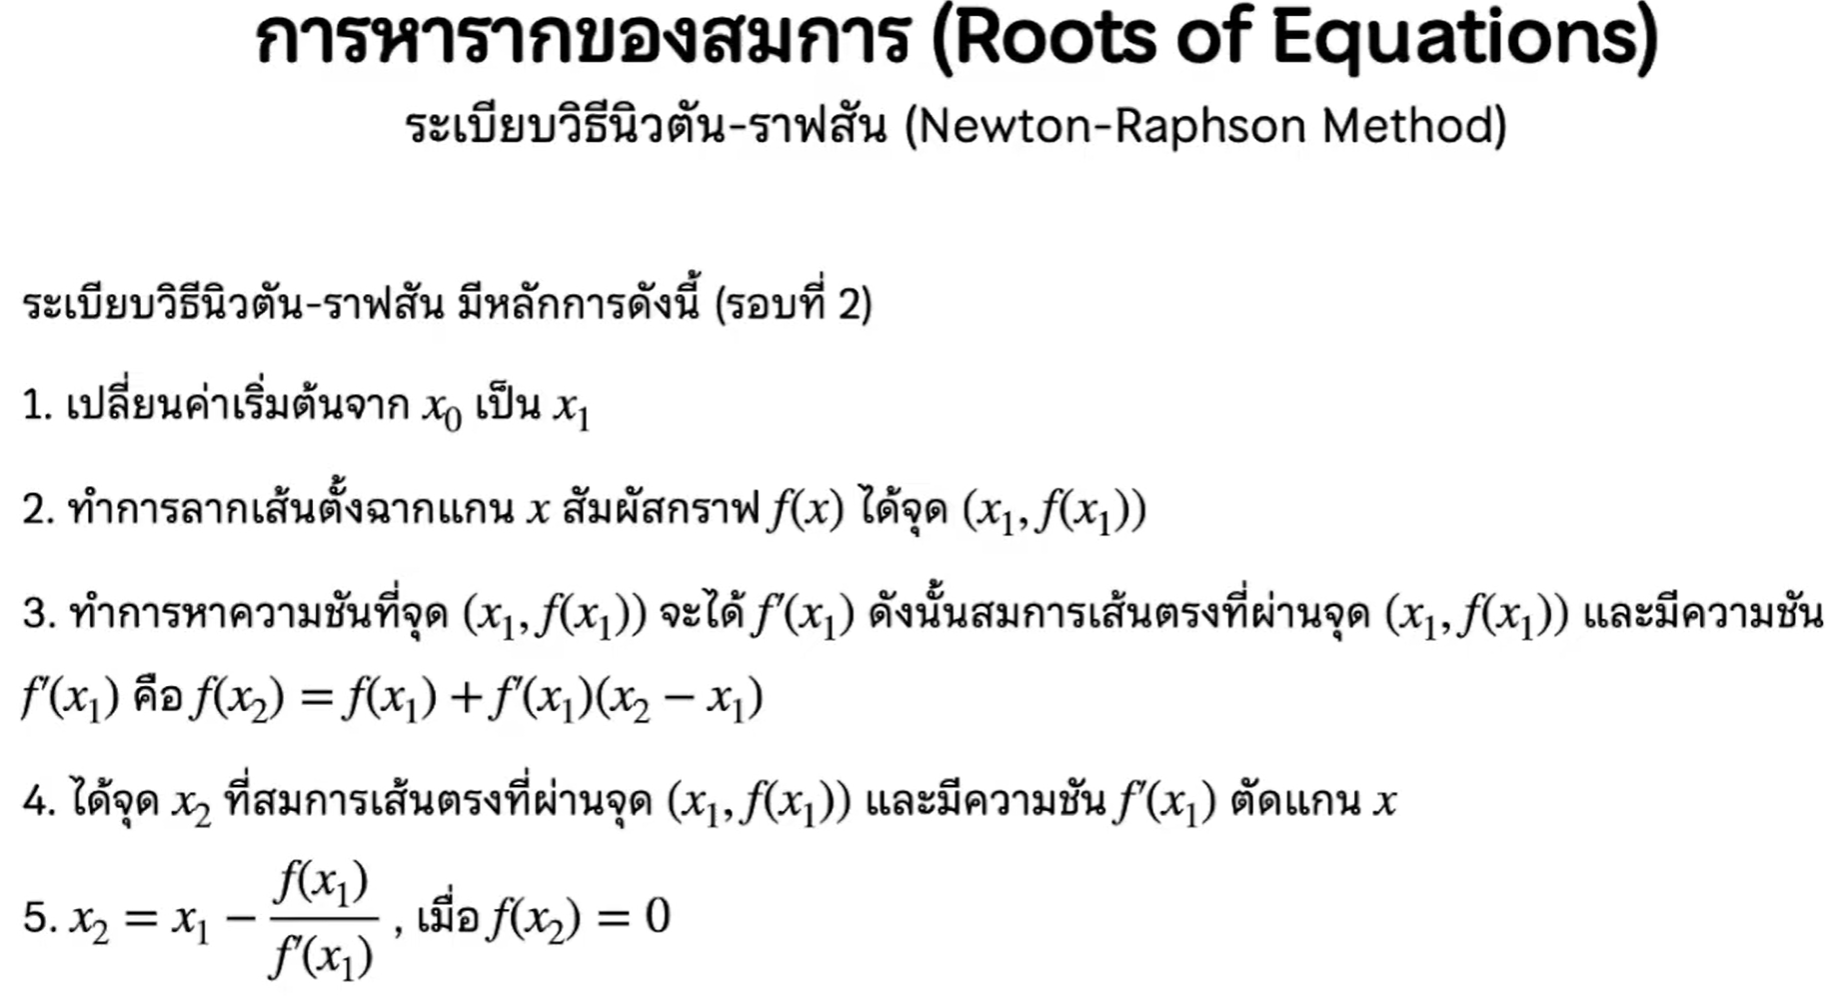 การหารากของสมการ (Roots of Equations)
ระเบียบวิธีนิวตัน-ราฟสัน (Newton-Raphson Method)
ระเบียบวิธีนิวตัน-ราฟสัน มีหลักการดังนี้ (รอบที่ 2)
1. เปลี่ยนค่าเริ่มต้นจาก x₀ เป็น x₁
2. ทำการลากเส้นตั้งฉากแกน x สัมผัสกราฟ f(x) ได้จุด (x₁, f(x₁))
3. ทำการหาความชันที่จุด (x₁, f(x₁)) จะได้ f′(x₁) ดังนั้นสมการเส้นตรงที่ผ่านจุด (x₁, f(x₁)) และมีความชัน
f′(x₁) คือ f(x₂) = f(x₁) + f′(x₁)(x₂ − x₁)
4. ได้จุด x₂ ที่สมการเส้นตรงที่ผ่านจุด (x₁, f(x₁)) และมีความชัน f′(x₁) ตัดแกน x
5. x₂ = x₁ − f(x₁)/f′(x₁) , เมื่อ f(x₂) = 0